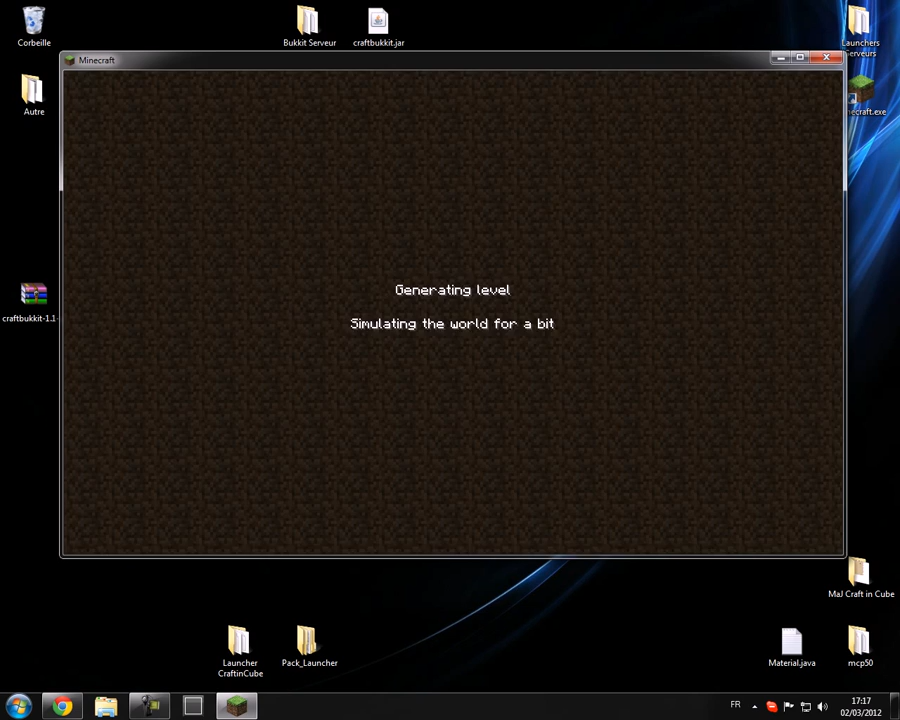 Corbeille
Bukkit Serveur
craftbukkit.jar
Launchers
Serveurs
Minecraft
Autre
necraft.exe
craftbukkit-1.1-
Generating level
Simulating the world for a bit
MaJ Craft in Cube
Launcher
CraftinCube
Pack_Launcher
Material.java
mcp50
FR
17:17
02/03/2012